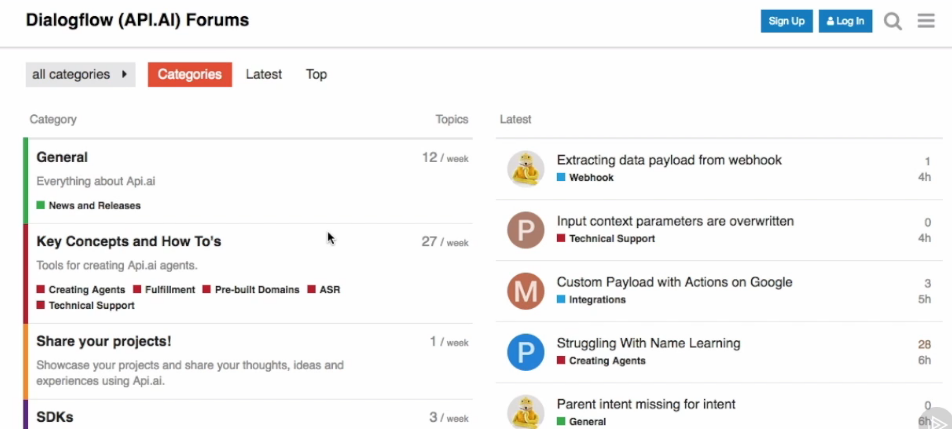 Dialogflow (API.AI) Forums
Sign Up
Log In
all categories
Categories
Latest
Top
Category
Topics
General
12 / week
Everything about Api.ai
News and Releases
Key Concepts and How To's
27 / week
Tools for creating Api.ai agents.
Creating Agents Fulfillment Pre-built Domains ASR
Technical Support
Share your projects!
1 / week
Showcase your projects and share your thoughts, ideas and
experiences using Api.ai.
SDKs
3 / week
Latest
Extracting data payload from webhook
1
Webhook
4h
P
Input context parameters are overwritten
0
Technical Support
4h
M
Custom Payload with Actions on Google
3
Integrations
5h
P
Struggling With Name Learning
28
Creating Agents
6h
Parent intent missing for intent
0
General
6h